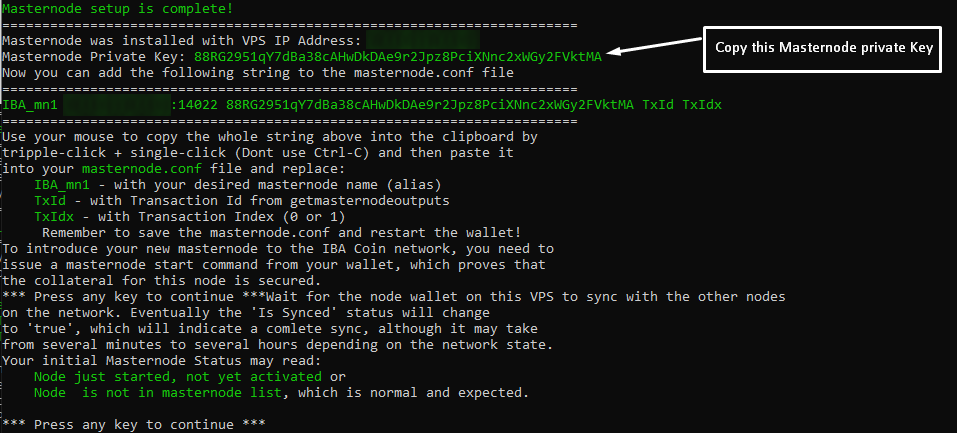 Masternode setup is complete!
==================================================================
Masternode was installed with VPS IP Address:
Masternode Private Key: 88RG2951qY7dBa38cAHwDkDAe9r2Jpz8PciXNnc2xWGy2FVktMA
Copy this Masternode private Key
Now you can add the following string to the masternode.conf file
==================================================================
IBA_mn1 :14022 88RG2951qY7dBa38cAHwDkDAe9r2Jpz8PciXNnc2xWGy2FVktMA TxId TxIdx
==================================================================
Use your mouse to copy the whole string above into the clipboard by
tripple-click + single-click (Dont use Ctrl-C) and then paste it
into your masternode.conf file and replace:
IBA_mn1 - with your desired masternode name (alias)
TxId - with Transaction Id from getmasternodeoutputs
TxIdx - with Transaction Index (0 or 1)
Remember to save the masternode.conf and restart the wallet!
To introduce your new masternode to the IBA Coin network, you need to
issue a masternode start command from your wallet, which proves that
the collateral for this node is secured.
*** Press any key to continue ***Wait for the node wallet on this VPS to sync with the other nodes
on the network. Eventually the 'Is Synced' status will change
to 'true', which will indicate a comlete sync, although it may take
from several minutes to several hours depending on the network state.
Your initial Masternode Status may read:
Node just started, not yet activated or
Node  is not in masternode list, which is normal and expected.
*** Press any key to continue ***